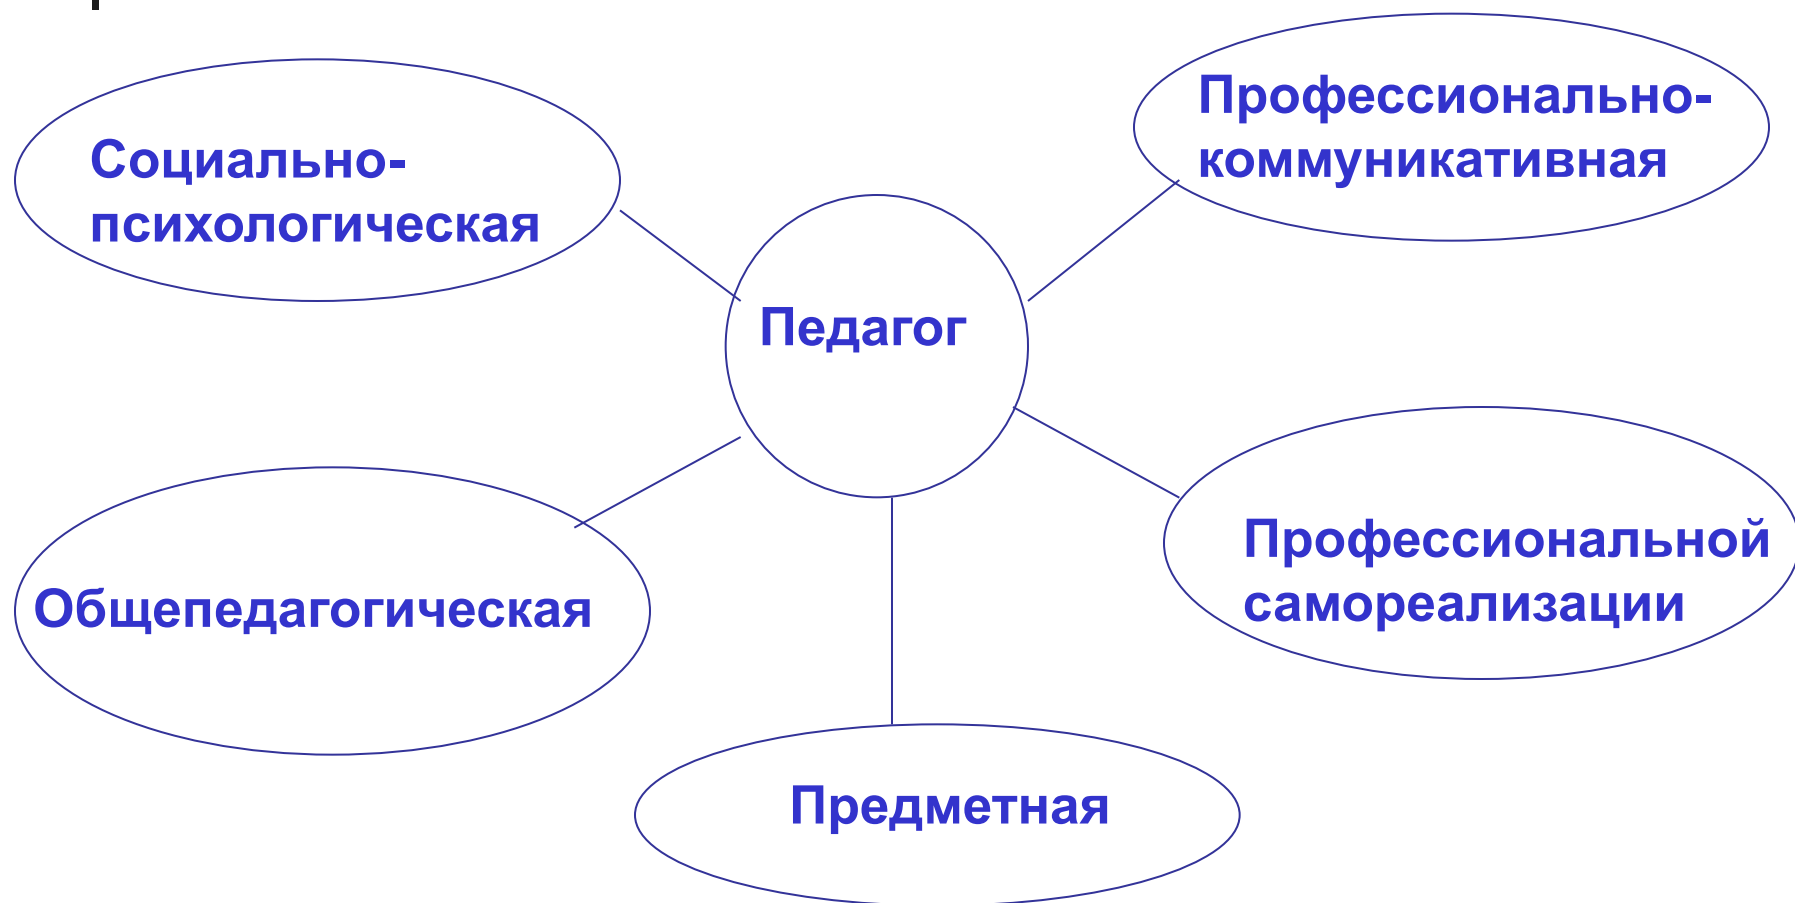 Социально-
психологическая
Профессионально-
коммуникативная
Педагог
Общепедагогическая
Профессиональной
самореализации
Предметная